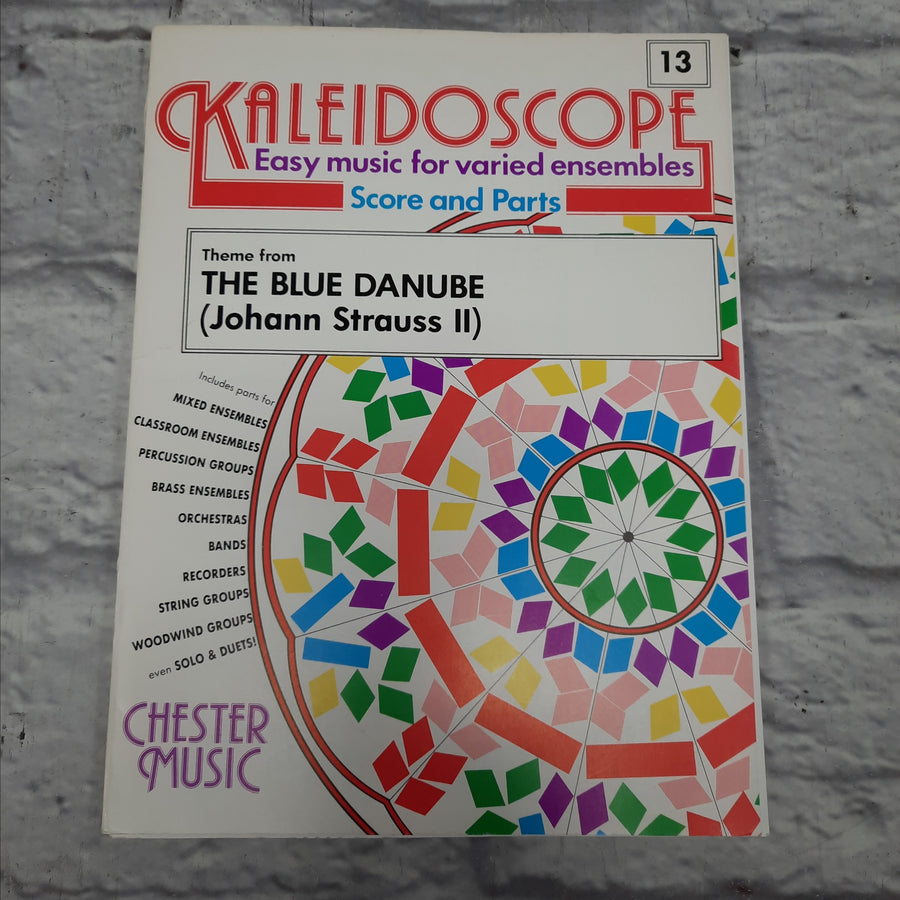 13
KALEIDOSCOPE
Easy music for varied ensembles
Score and Parts
Theme from
THE BLUE DANUBE
(Johann Strauss II)
Includes parts for
MIXED ENSEMBLES
CLASSROOM ENSEMBLES
PERCUSSION GROUPS
BRASS ENSEMBLES
ORCHESTRAS
BANDS
RECORDERS
STRING GROUPS
WOODWIND GROUPS
even SOLO & DUETS!
CHESTER
MUSIC